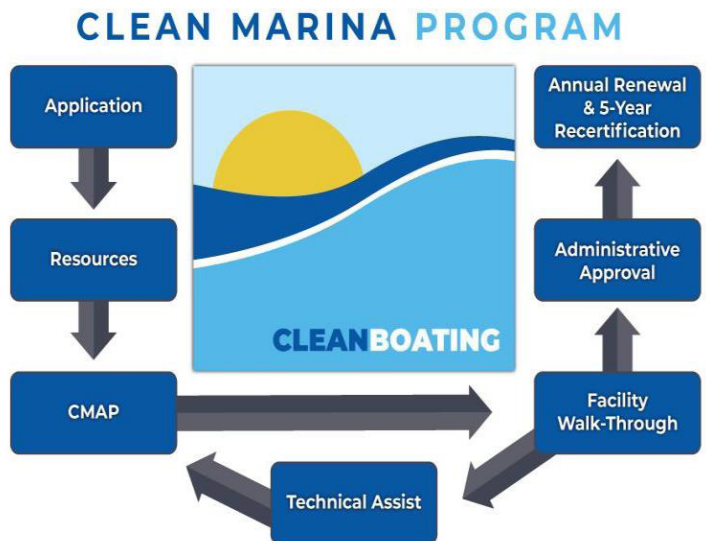 CLEAN MARINA PROGRAM
Application
Resources
CMAP
Technical Assist
Facility
Walk-Through
Administrative
Approval
Annual Renewal
& 5-Year
Recertification
CLEANBOATING